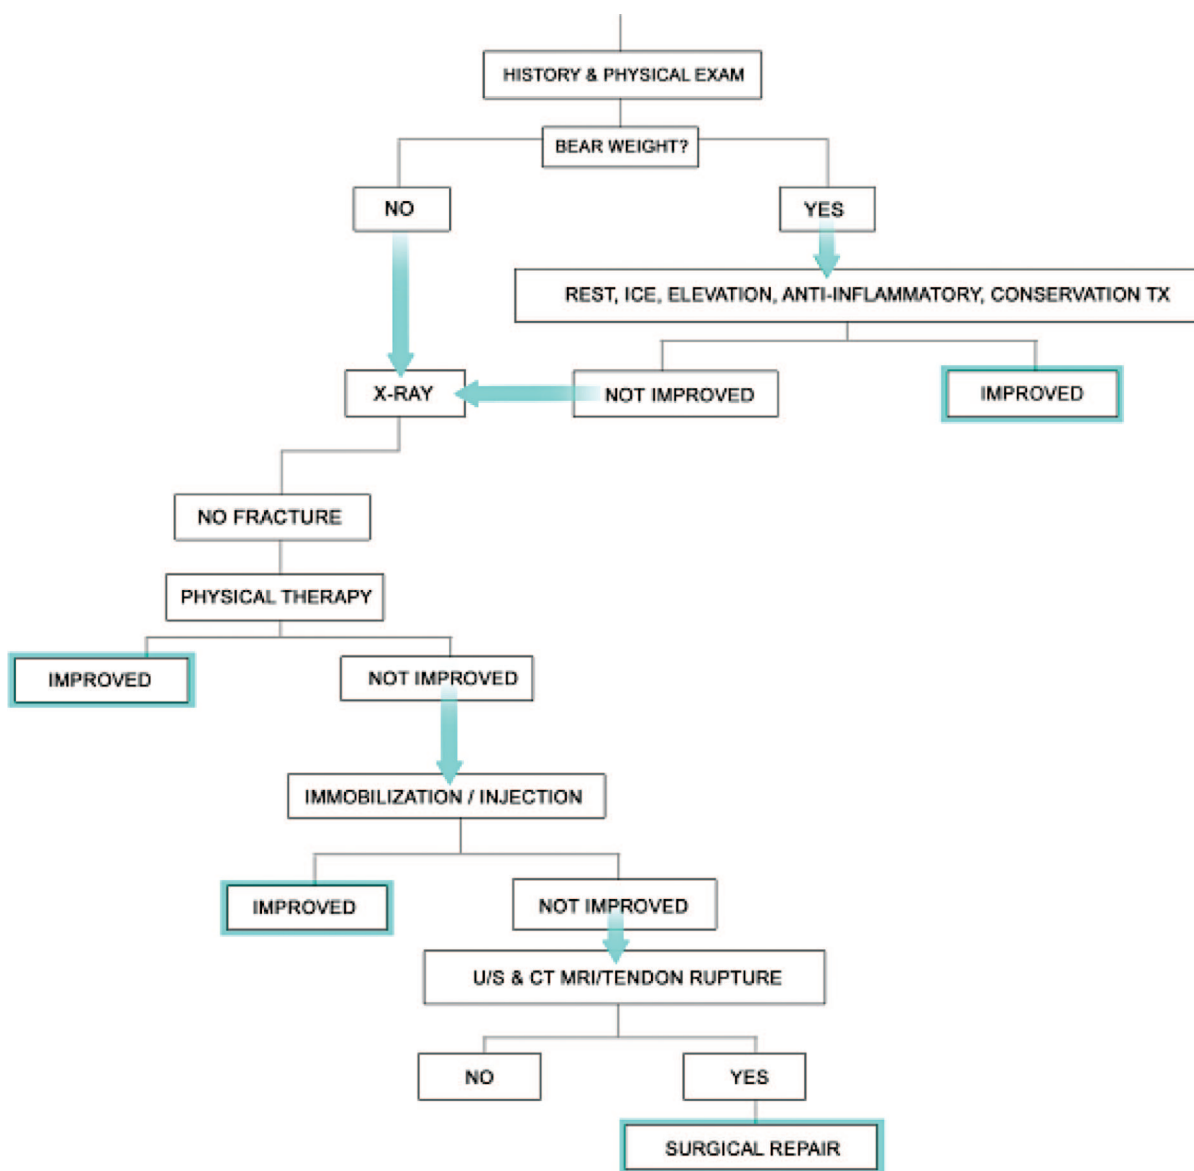 HISTORY & PHYSICAL EXAM
BEAR WEIGHT?
NO
YES
REST, ICE, ELEVATION, ANTI-INFLAMMATORY, CONSERVATION TX
X-RAY
NOT IMPROVED
IMPROVED
NO FRACTURE
PHYSICAL THERAPY
IMPROVED
NOT IMPROVED
IMMOBILIZATION / INJECTION
IMPROVED
NOT IMPROVED
U/S & CT MRI/TENDON RUPTURE
NO
YES
SURGICAL REPAIR